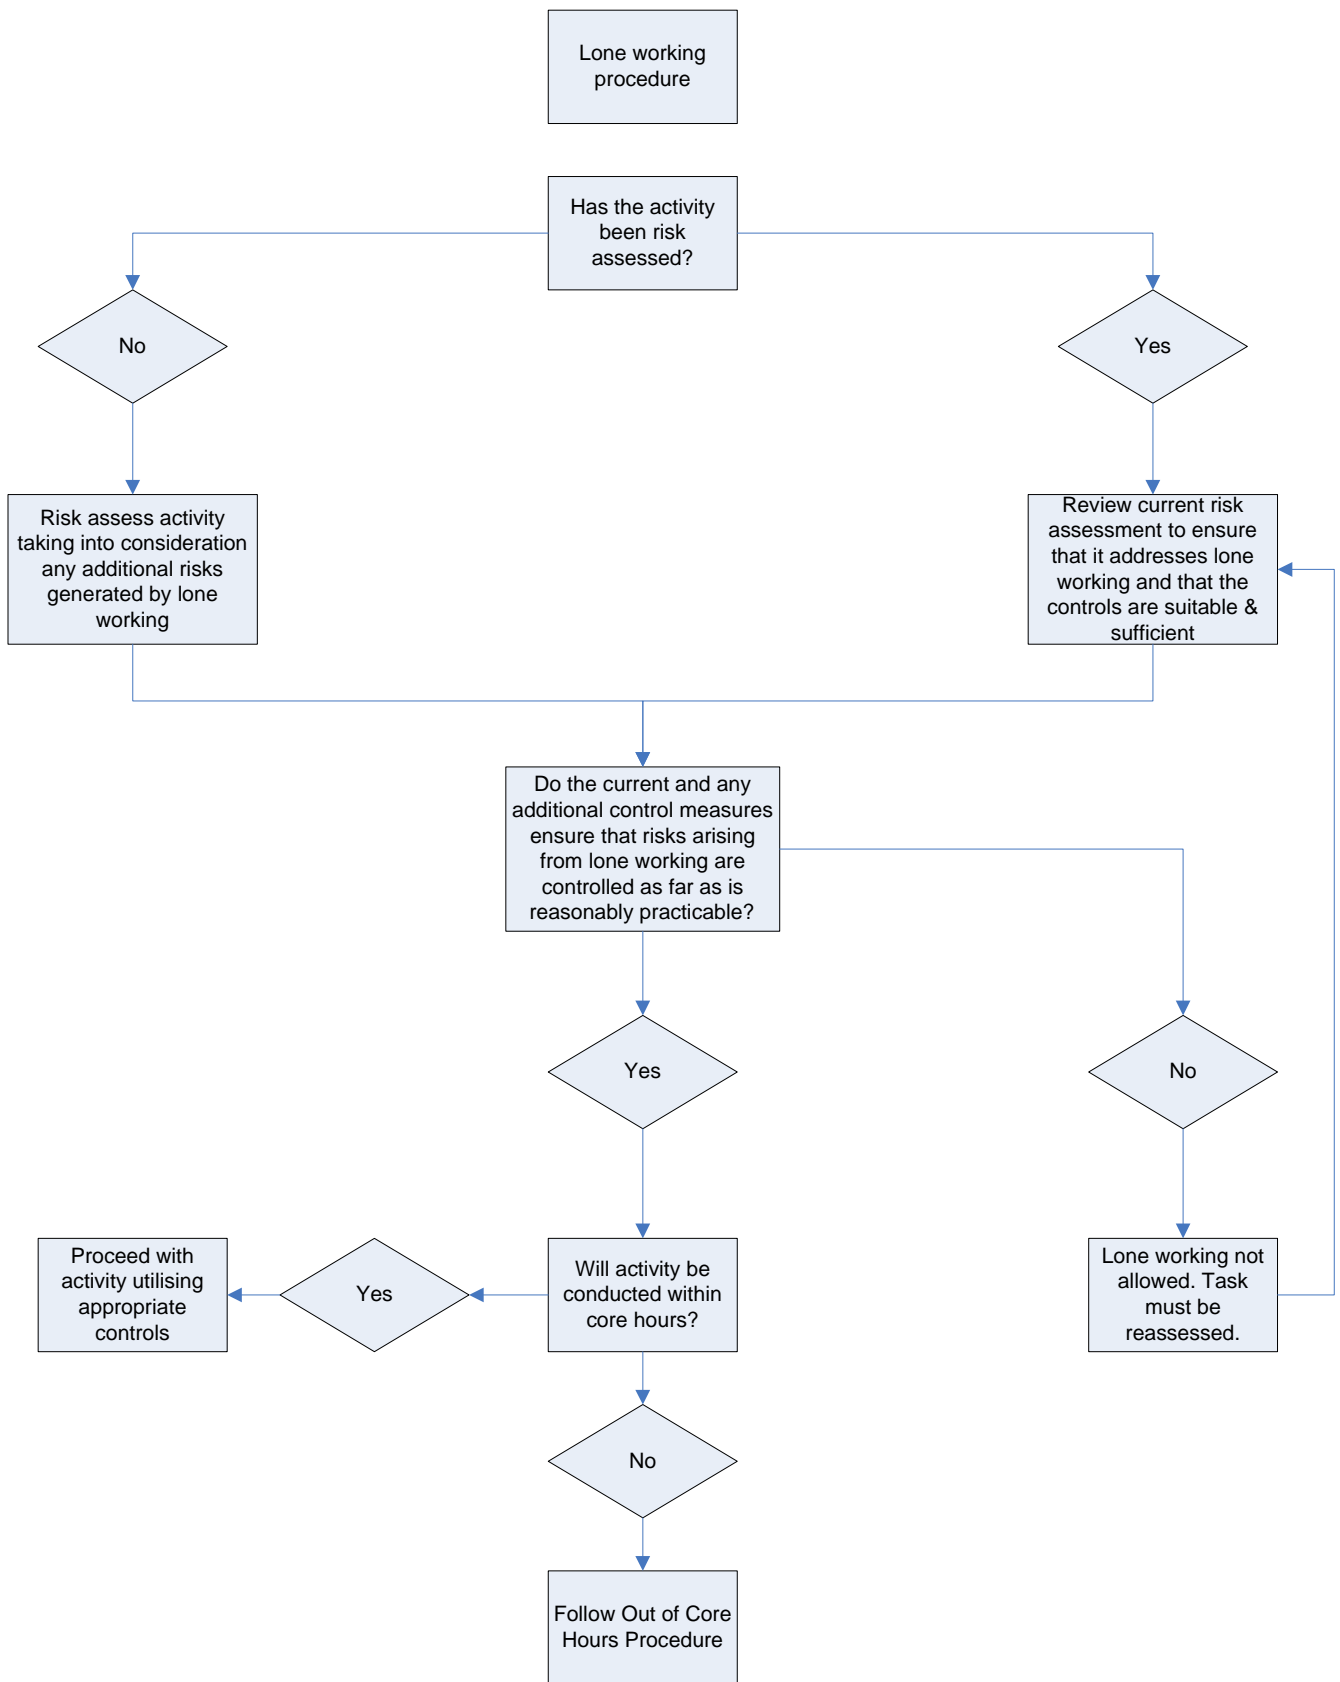 Lone working
procedure
Has the activity
been risk
assessed?
No
Yes
Risk assess activity
taking into consideration
any additional risks
generated by lone
working
Review current risk
assessment to ensure
that it addresses lone
working and that the
controls are suitable &
sufficient
Do the current and any
additional control measures
ensure that risks arising
from lone working are
controlled as far as is
reasonably practicable?
Yes
No
Proceed with
activity utilising
appropriate
controls
Yes
Will activity be
conducted within
core hours?
Lone working not
allowed. Task
must be
reassessed.
No
Follow Out of Core
Hours Procedure